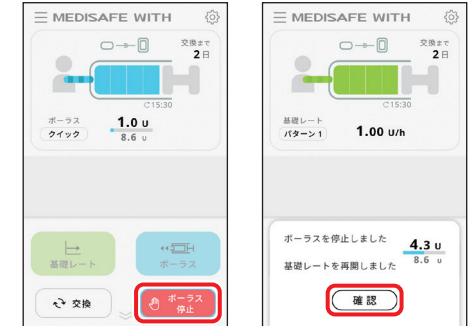 MEDISAFE WITH
交換まで
2日
15:30
ボーラス
クイック
1.0 U
8.6 U
基礎レート
ボーラス
交換
ボーラス
停止
MEDISAFE WITH
交換まで
2日
15:30
基礎レート
パターン1
1.00 U/h
ボーラスを停止しました
4.3 U
8.6 U
基礎レートを再開しました
確認